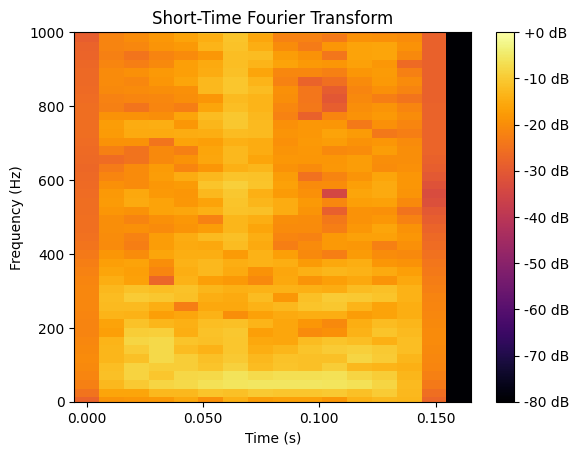 Short-Time Fourier Transform
1000
800
600
400
200
0
Frequency (Hz)
0.000
0.050
0.100
0.150
Time (s)
+0 dB
-10 dB
-20 dB
-30 dB
-40 dB
-50 dB
-60 dB
-70 dB
-80 dB